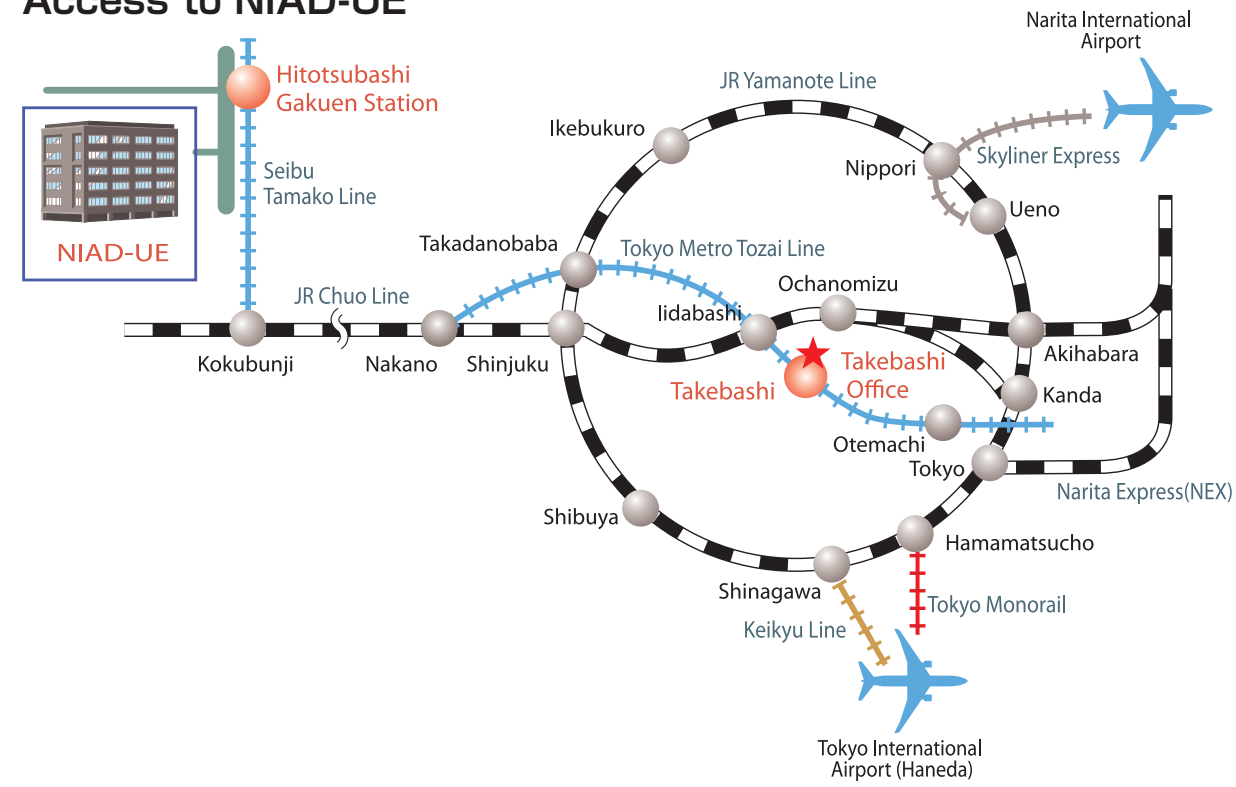 Access to NIAD-UE
Narita International
Airport
Hitotsubashi
Gakuen Station
JR Yamanote Line
Ikebukuro
Nippori
Skyliner Express
Seibu
Tamako Line
Ueno
NIAD-UE
Takadanobaba
Tokyo Metro Tozai Line
Ochanomizu
JR Chuo Line
Iidabashi
Kokubunji
Nakano
Shinjuku
Akihabara
Takebashi
Takebashi
Office
Kanda
Otemachi
Tokyo
Narita Express(NEX)
Shibuya
Hamamatsucho
Shinagawa
Tokyo Monorail
Keikyu Line
Tokyo International
Airport (Haneda)